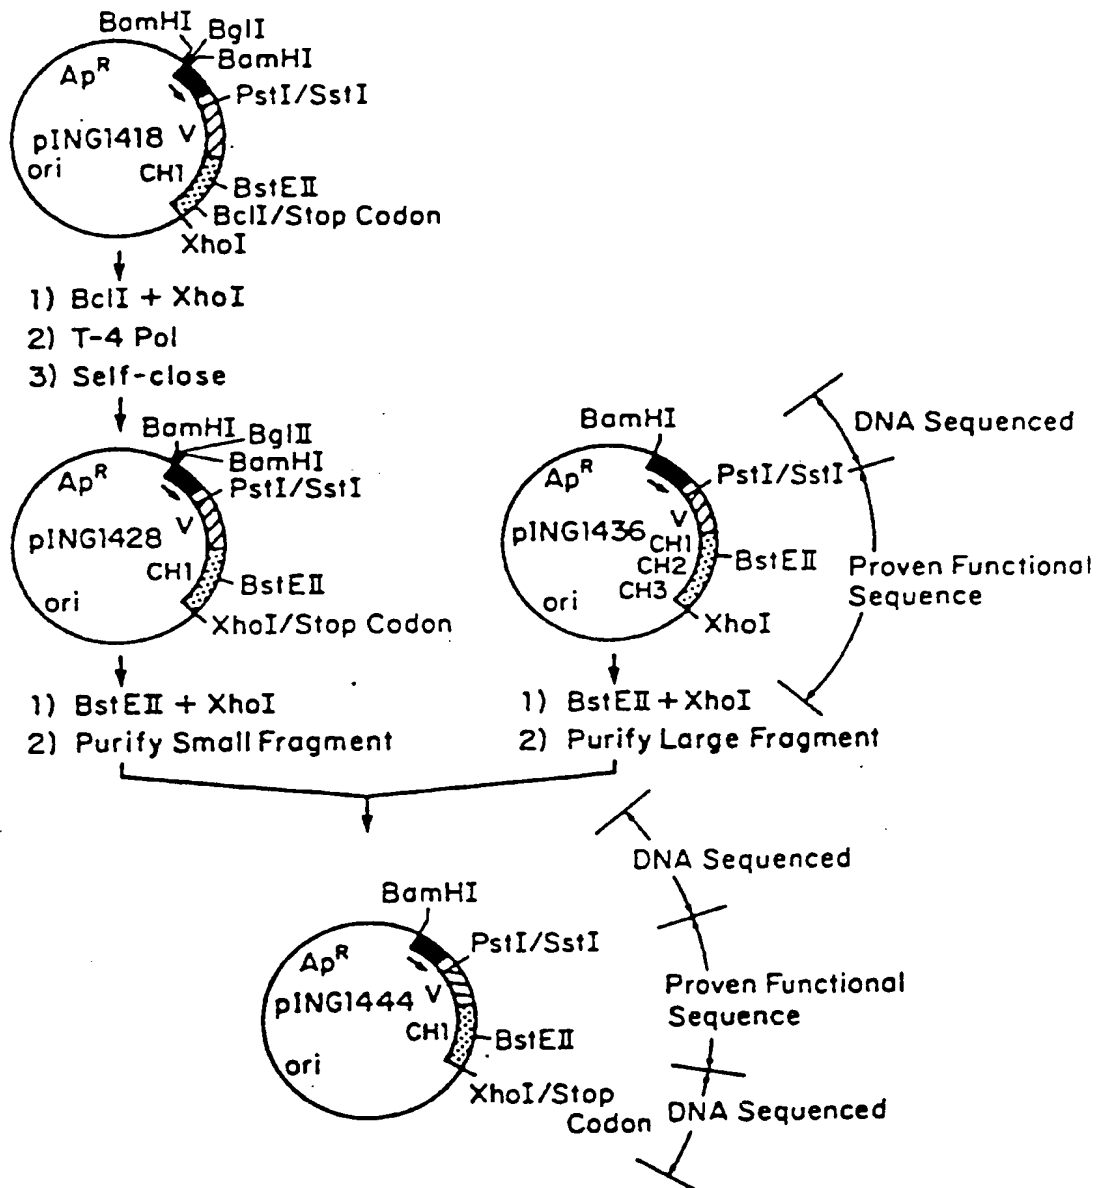 BamHI
BglI
BamHI
ApR
PstI/SstI
pING1418
V
ori
CH1
BstEII
BclI/Stop Codon
XhoI
1) BclI + XhoI
2) T-4 Pol
3) Self-close
BamHI
BglII
BamHI
ApR
PstI/SstI
pING1428
V
CH1
BstEII
ori
XhoI/Stop Codon
1) BstEII + XhoI
2) Purify Small Fragment
BamHI
ApR
PstI/SstI
pING1436
V
CH1
CH2
CH3
BstEII
ori
XhoI
DNA Sequenced
Proven Functional
Sequence
1) BstEII + XhoI
2) Purify Large Fragment
BamHI
ApR
PstI/SstI
pING1444
V
CH1
BstEII
ori
XhoI/Stop
Codon
DNA Sequenced
Proven Functional
Sequence
DNA Sequenced